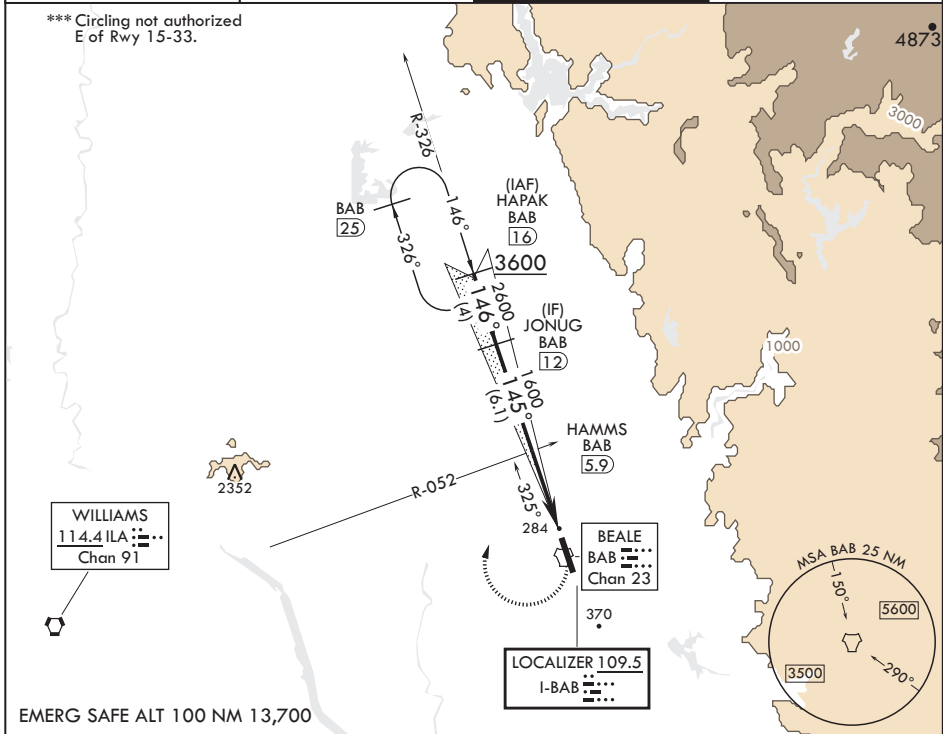 *** Circling not authorized
E of Rwy 15-33.
4873
3000
R-326
(IAF)
HAPAK
BAB
16
BAB
25
146°
326°
3600
2600
146°
(4)
(IF)
JONUG
BAB
12
1000
1600
145°
(6.1)
HAMMS
BAB
5.9
2352
R-052
325°
284
WILLIAMS
114.4 ILA
Chan 91
BEALE
BAB
Chan 23
MSA BAB 25 NM
150°
5600
370
3500
290°
LOCALIZER 109.5
I-BAB
EMERG SAFE ALT 100 NM 13,700